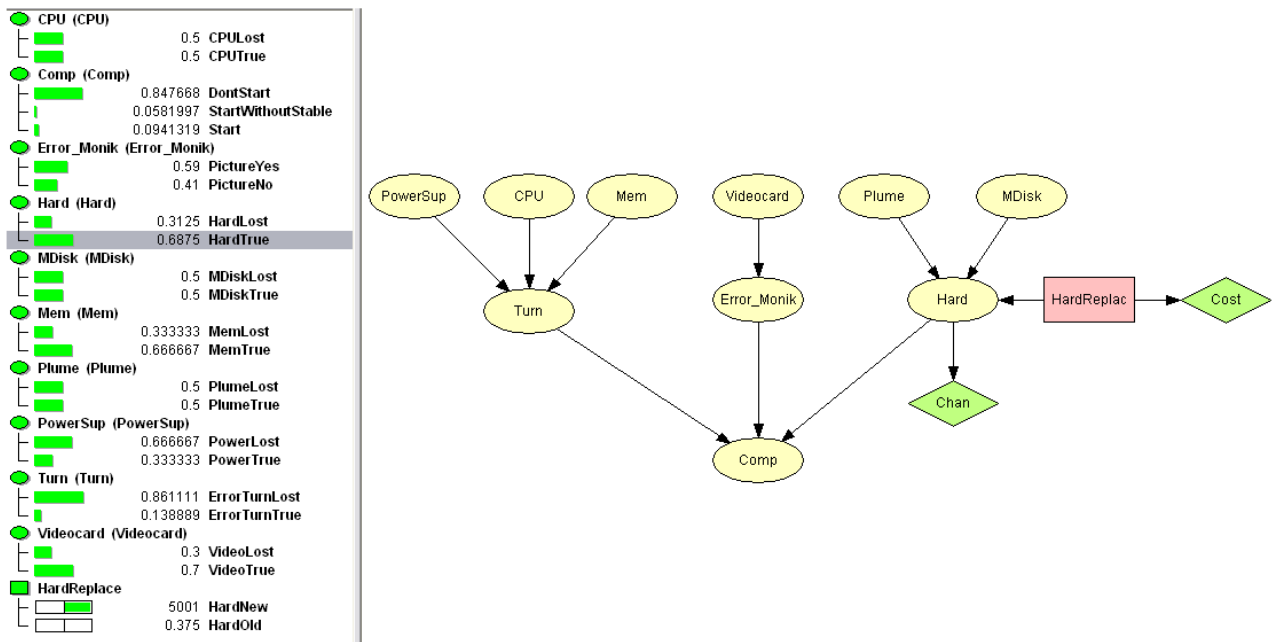 CPU (CPU)
0.5 CPULost
0.5 CPUTrue
Comp (Comp)
0.847668 DontStart
0.0581997 StartWithoutStable
0.0941319 Start
Error_Monik (Error_Monik)
0.59 PictureYes
0.41 PictureNo
Hard (Hard)
0.3125 HardLost
0.6875 HardTrue
MDisk (MDisk)
0.5 MDiskLost
0.5 MDiskTrue
Mem (Mem)
0.333333 MemLost
0.666667 MemTrue
Plume (Plume)
0.5 PlumeLost
0.5 PlumeTrue
PowerSup (PowerSup)
0.666667 PowerLost
0.333333 PowerTrue
Turn (Turn)
0.861111 ErrorTurnLost
0.138889 ErrorTurnTrue
Videocard (Videocard)
0.3 VideoLost
0.7 VideoTrue
HardReplace
5001 HardNew
0.375 HardOld
PowerSup CPU Mem Videocard Plume MDisk
Turn Error_Monik Hard HardReplac Cost
Chan
Comp